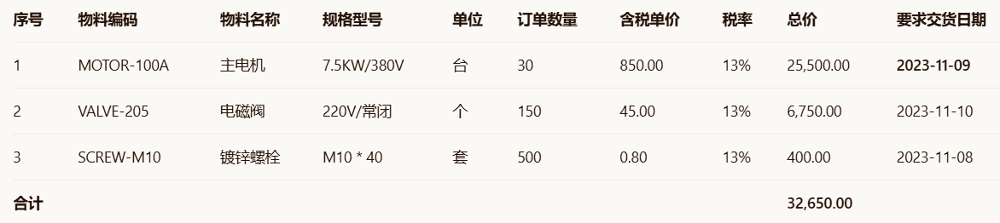 序号 物料编码 物料名称 规格型号 单位 订单数量 含税单价 税率 总价 要求交货日期
1 MOTOR-100A 主电机 7.5KW/380V 台 30 850.00 13% 25,500.00 2023-11-09
2 VALVE-205 电磁阀 220V/常闭 个 150 45.00 13% 6,750.00 2023-11-10
3 SCREW-M10 镀锌螺栓 M10 * 40 套 500 0.80 13% 400.00 2023-11-08
合计 32,650.00